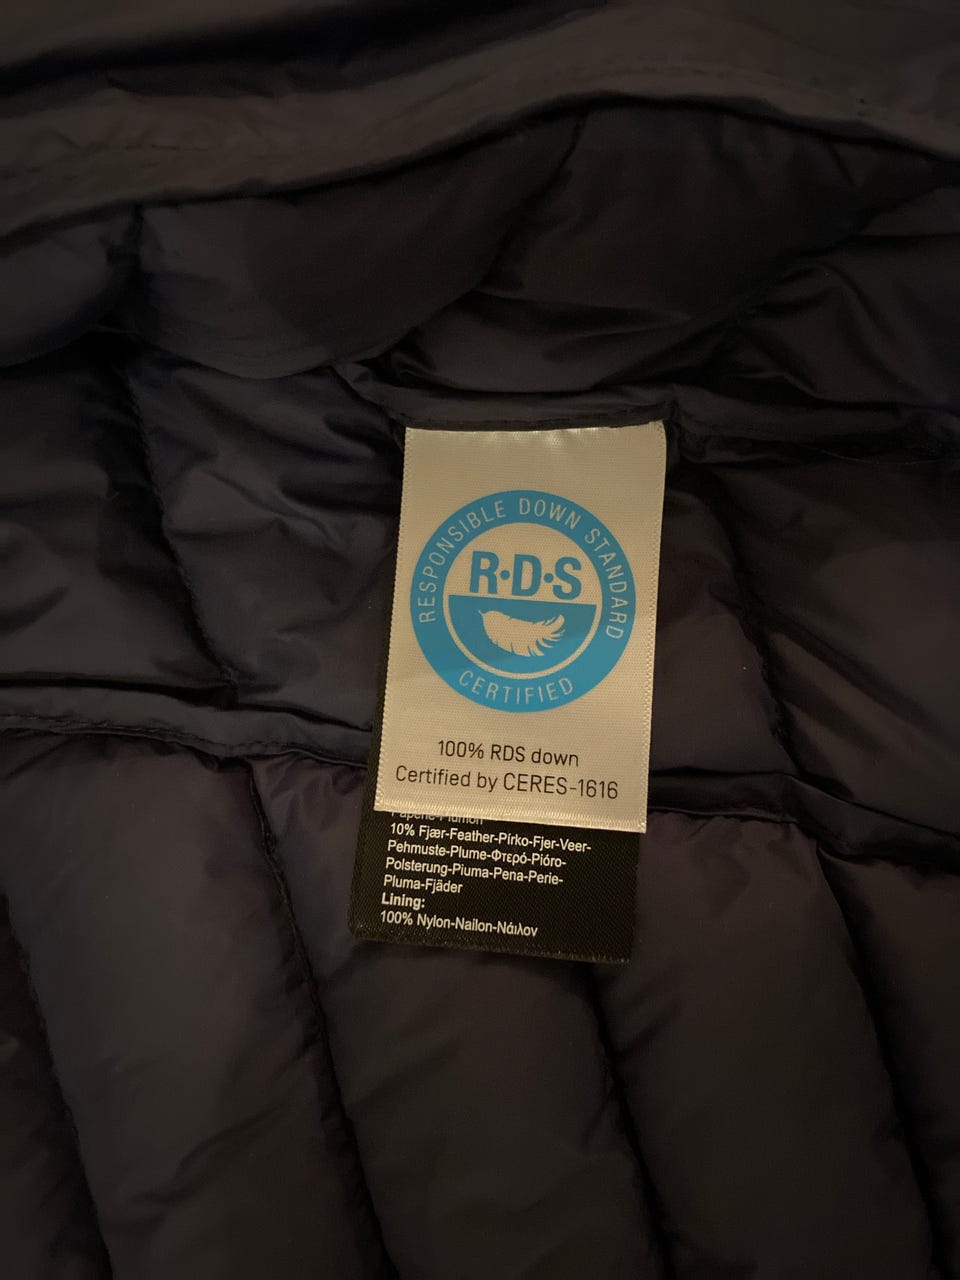 RESPONSIBLE DOWN STANDARD
R·D·S
CERTIFIED
100% RDS down
Certified by CERES-1616
10% Fjær-Feather-Pírko-Fjer-Veer-
Pehmuste-Plume-Φτερό-Pióro-
Polsterung-Piuma-Pena-Perie-
Pluma-Fjäder
Lining:
100% Nylon-Nailon-Νάιλον